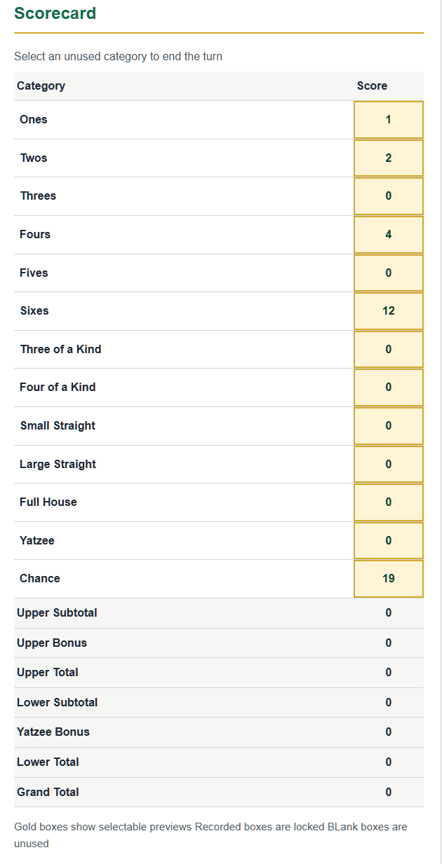 Scorecard
Select an unused category to end the turn
Category Score
Ones 1
Twos 2
Threes 0
Fours 4
Fives 0
Sixes 12
Three of a Kind 0
Four of a Kind 0
Small Straight 0
Large Straight 0
Full House 0
Yatzee 0
Chance 19
Upper Subtotal 0
Upper Bonus 0
Upper Total 0
Lower Subtotal 0
Yatzee Bonus 0
Lower Total 0
Grand Total 0
Gold boxes show selectable previews Recorded boxes are locked BLank boxes are
unused